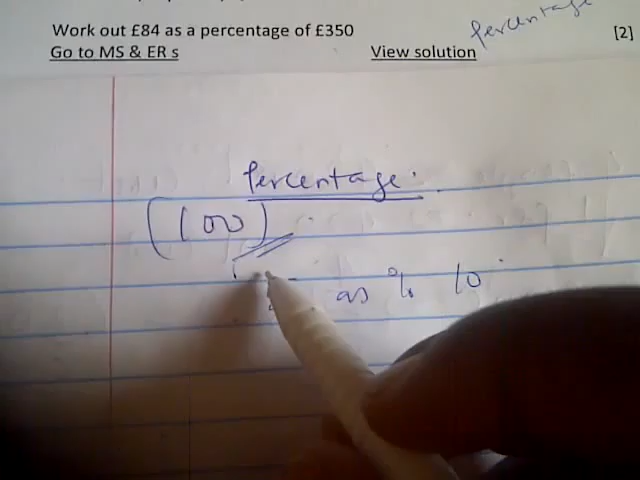 percentage
Work out £84 as a percentage of £350
[2]
Go to MS & ER s View solution
percentage.
(100)
as % 10